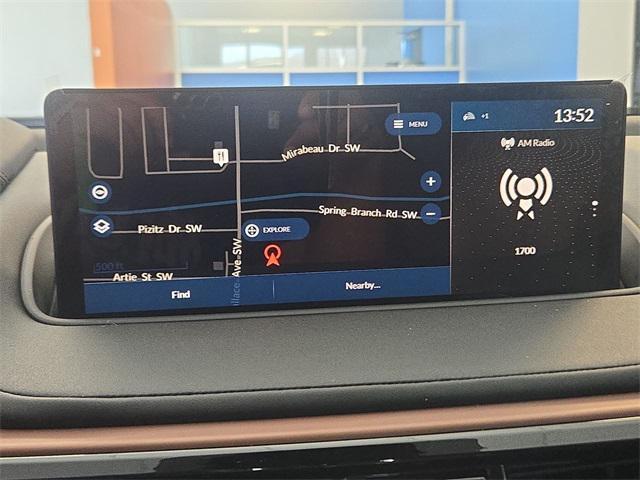 MENU
+1
13:52
Mirabeau Dr SW
AM Radio
Spring Branch Rd SW
Pizitz Dr SW
EXPLORE
1700
500 ft
Artie St SW
Ave SW
Find
Nearby...